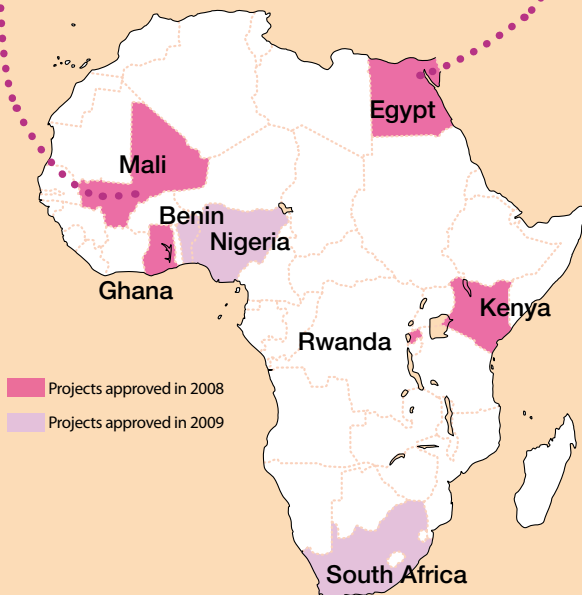 Egypt
Mali
Benin
Nigeria
Ghana
Kenya
Rwanda
Projects approved in 2008
Projects approved in 2009
South Africa